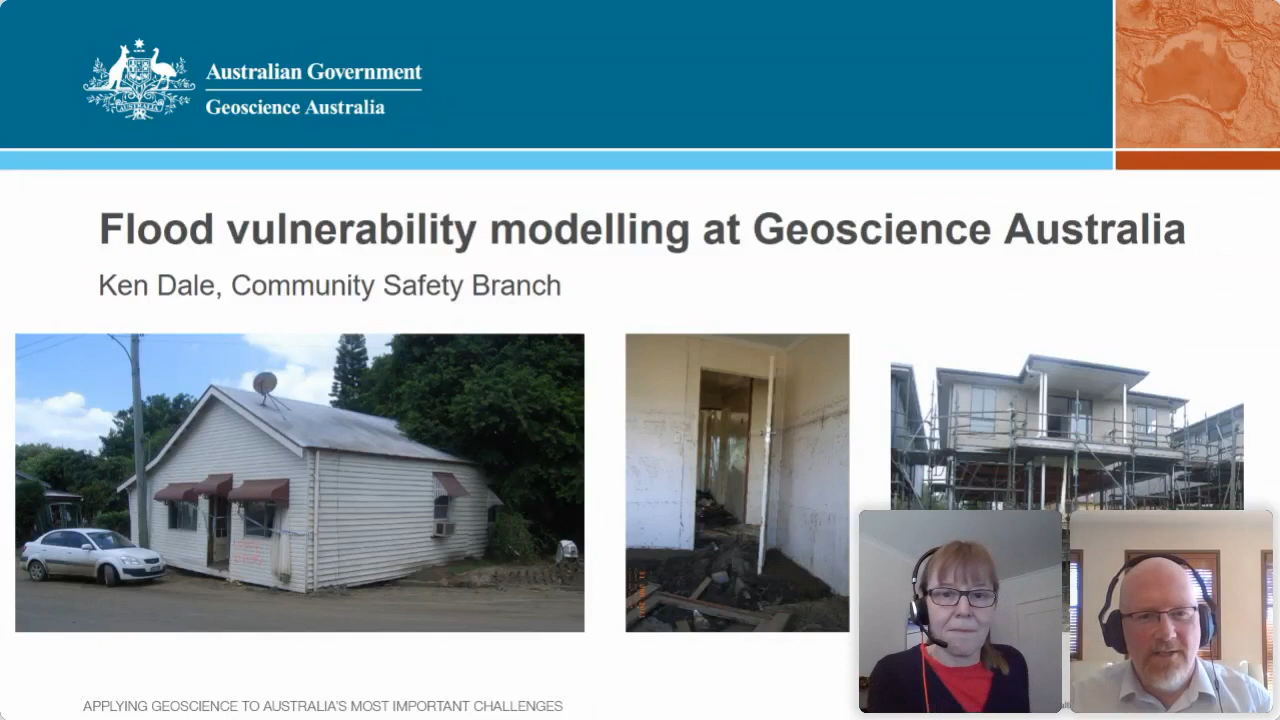 Australian Government
Geoscience Australia
Flood vulnerability modelling at Geoscience Australia
Ken Dale, Community Safety Branch
APPLYING GEOSCIENCE TO AUSTRALIA'S MOST IMPORTANT CHALLENGES